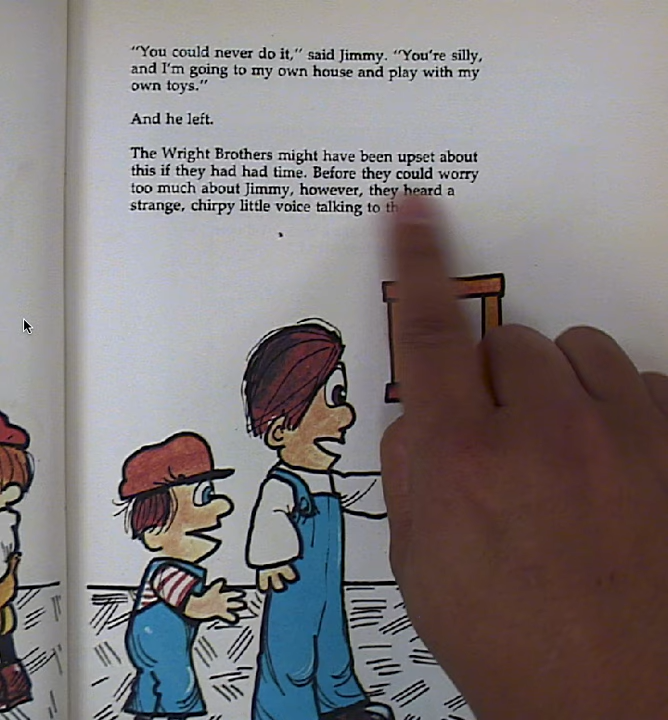 "You could never do it," said Jimmy. "You're silly,
and I'm going to my own house and play with my
own toys."
And he left.
The Wright Brothers might have been upset about
this if they had had time. Before they could worry
too much about Jimmy, however, they heard a
strange, chirpy little voice talking to